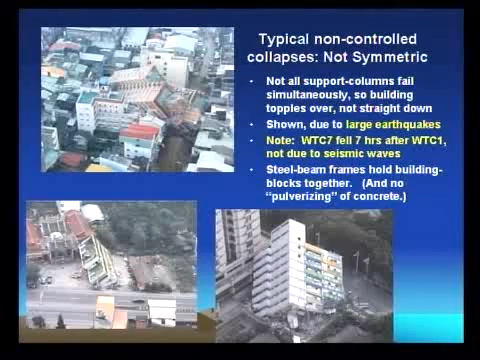 Typical non-controlled
collapses: Not Symmetric
• Not all support-columns fail
simultaneously, so building
topples over, not straight down
• Shown, due to large earthquakes
• Note: WTC7 fell 7 hrs after WTC1,
not due to seismic waves
• Steel-beam frames hold building-
blocks together. (And no
“pulverizing” of concrete.)